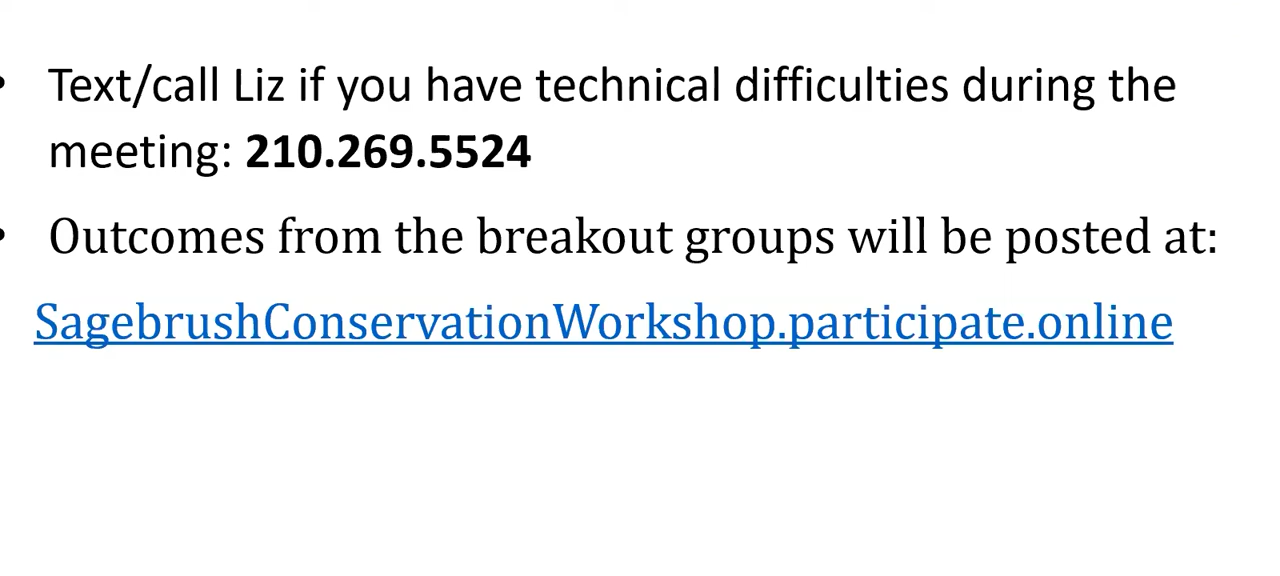 • Text/call Liz if you have technical difficulties during the
meeting: 210.269.5524
• Outcomes from the breakout groups will be posted at:
SagebrushConservationWorkshop.participate.online